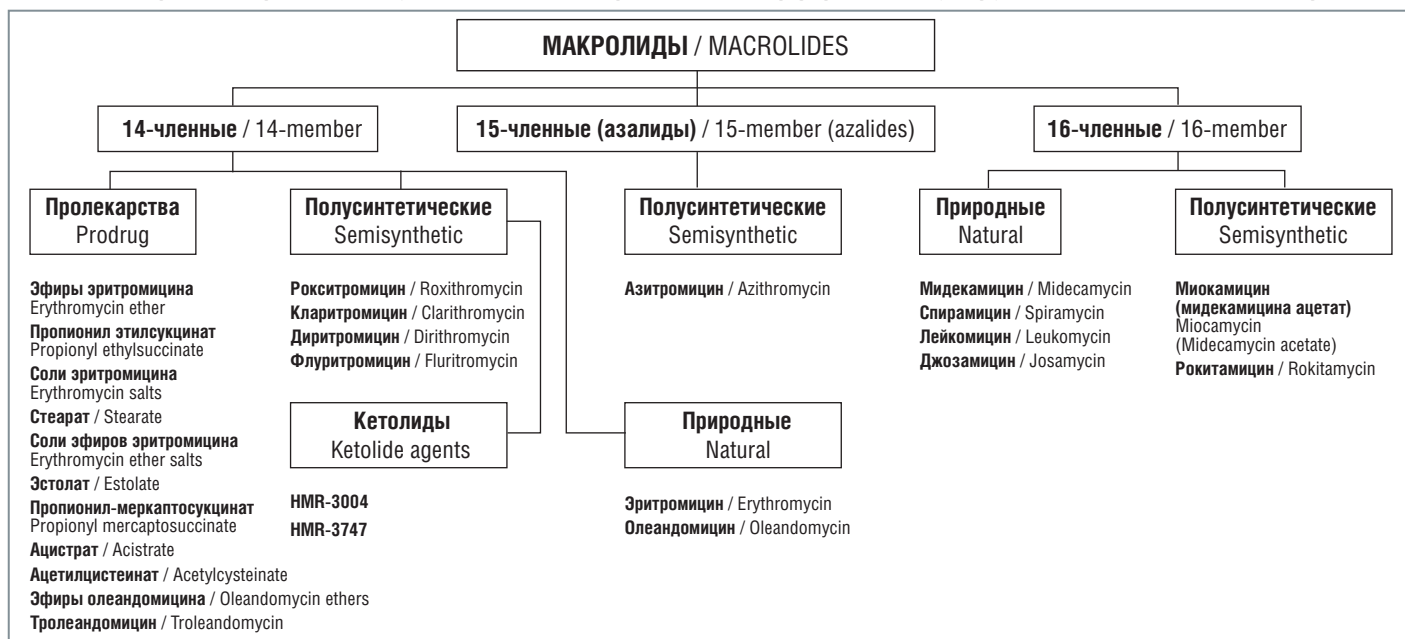 МАКРОЛИДЫ / MACROLIDES
14-членные / 14-member
15-членные (азалиды) / 15-member (azalides)
16-членные / 16-member
Пролекарства
Prodrug
Полусинтетические
Semisynthetic
Полусинтетические
Semisynthetic
Природные
Natural
Полусинтетические
Semisynthetic
Эфиры эритромицина
Erythromycin ether
Пропионил этилсукцинат
Propionyl ethylsuccinate
Соли эритромицина
Erythromycin salts
Стеарат / Stearate
Соли эфиров эритромицина
Erythromycin ether salts
Эстолат / Estolate
Пропионил-меркаптосукцинат
Propionyl mercaptosuccinate
Ацистрат / Acistrate
Ацетилцистеинат / Acetylcysteinate
Эфиры олеандомицина / Oleandomycin ethers
Тролеандомицин / Troleandomycin
Рокситромицин / Roxithromycin
Кларитромицин / Clarithromycin
Диритромицин / Dirithromycin
Флуритромицин / Fluritromycin
Кетолиды
Ketolide agents
HMR-3004
HMR-3747
Азитромицин / Azithromycin
Природные
Natural
Эритромицин / Erythromycin
Олеандомицин / Oleandomycin
Мидекамицин / Midecamycin
Спирамицин / Spiramycin
Лейкомицин / Leukomycin
Джозамицин / Josamycin
Миокамицин
(мидекамицина ацетат)
Miocamycin
(Midecamycin acetate)
Рокитамицин / Rokitamycin